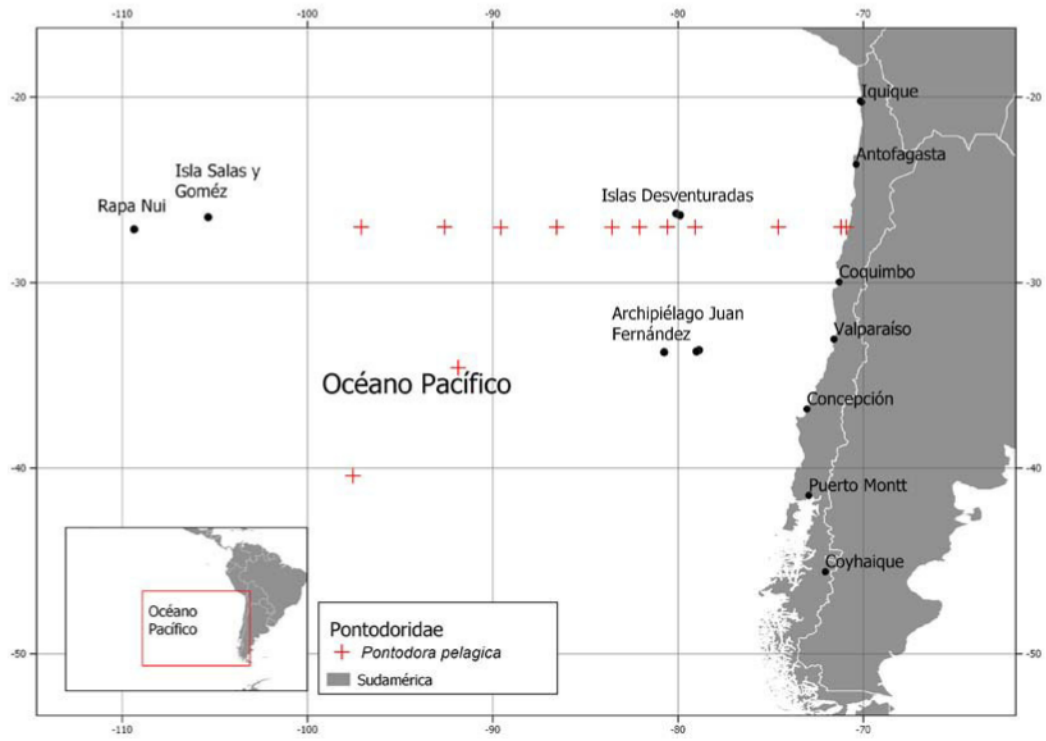 -110
-100
-90
-80
-70
-20
-20
Iquique
Antofagasta
Isla Salas y
Goméz
Rapa Nui
Islas Desventuradas
-30
-30
Coquimbo
Archipiélago Juan
Fernández
Valparaíso
Océano Pacífico
Concepción
-40
-40
Puerto Montt
Coyhaique
Océano
Pacífico
Pontodoridae
Pontodora pelagica
Sudamérica
-50
-50
-110
-100
-90
-80
-70